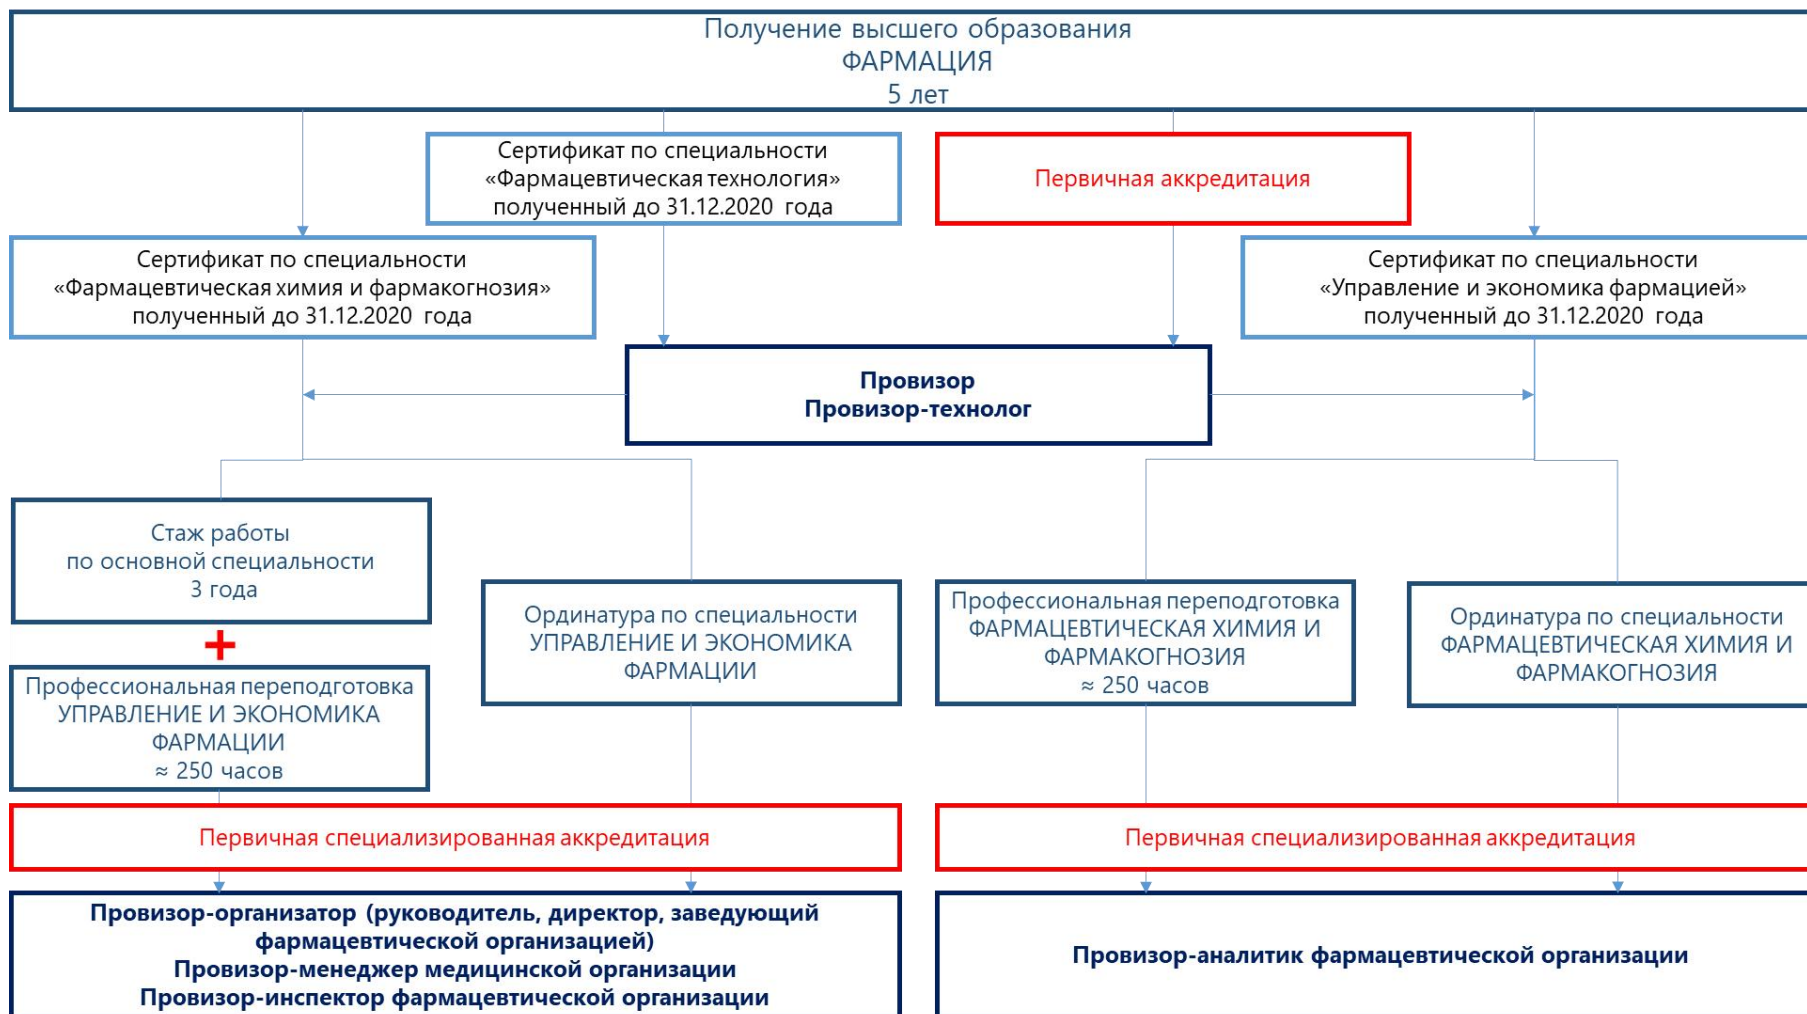 Получение высшего образования
ФАРМАЦИЯ
5 лет
Сертификат по специальности
«Фармацевтическая технология»
полученный до 31.12.2020 года
Первичная аккредитация
Сертификат по специальности
«Фармацевтическая химия и фармакогнозия»
полученный до 31.12.2020 года
Сертификат по специальности
«Управление и экономика фармацией»
полученный до 31.12.2020 года
Провизор
Провизор-технолог
Стаж работы
по основной специальности
3 года
+
Профессиональная переподготовка
УПРАВЛЕНИЕ И ЭКОНОМИКА
ФАРМАЦИИ
≈ 250 часов
Ординатура по специальности
УПРАВЛЕНИЕ И ЭКОНОМИКА
ФАРМАЦИИ
Профессиональная переподготовка
ФАРМАЦЕВТИЧЕСКАЯ ХИМИЯ И
ФАРМАКОГНОЗИЯ
≈ 250 часов
Ординатура по специальности
ФАРМАЦЕВТИЧЕСКАЯ ХИМИЯ И
ФАРМАКОГНОЗИЯ
Первичная специализированная аккредитация
Первичная специализированная аккредитация
Провизор-организатор (руководитель, директор, заведующий
фармацевтической организацией)
Провизор-менеджер медицинской организации
Провизор-инспектор фармацевтической организации
Провизор-аналитик фармацевтической организации